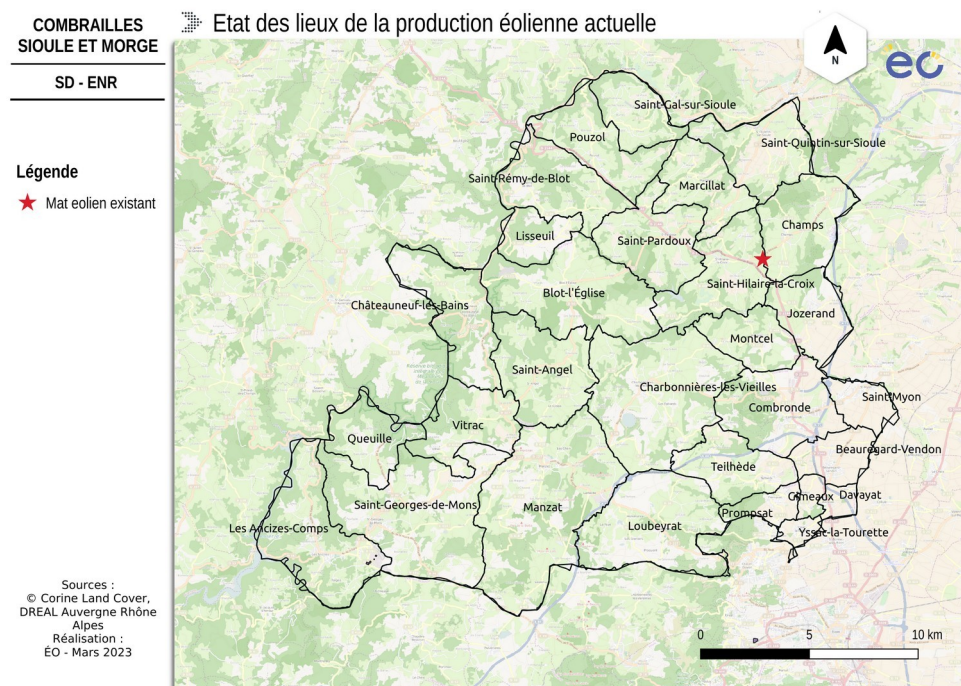 COMBRAILLES
SIOULE ET MORGE
SD - ENR
Etat des lieux de la production éolienne actuelle
N
eo
Légende
Mat eolien existant
Saint-Gal-sur-Sioule
Pouzol
Saint-Quintin-sur-Sioule
Saint-Rémy-de-Blot
Marcillat
Champs
Lisseuil
Saint-Pardoux
Saint-Hilaire-la-Croix
Blot-l'Église
Châteauneuf-les-Bains
Jozerand
Montcel
Saint-Angel
Charbonnières-les-Vieilles
Saint-Myon
Combronde
Vitrac
Queuille
Beauregard-Vendon
Teilhède
Gimeaux
Davayat
Saint-Georges-de-Mons
Manzat
Prompsat
Les Ancizes-Comps
Loubeyrat
Yssac-la-Tourette
Sources :
© Corine Land Cover,
DREAL Auvergne Rhône
Alpes
Réalisation :
ÉO - Mars 2023
0 5 10 km